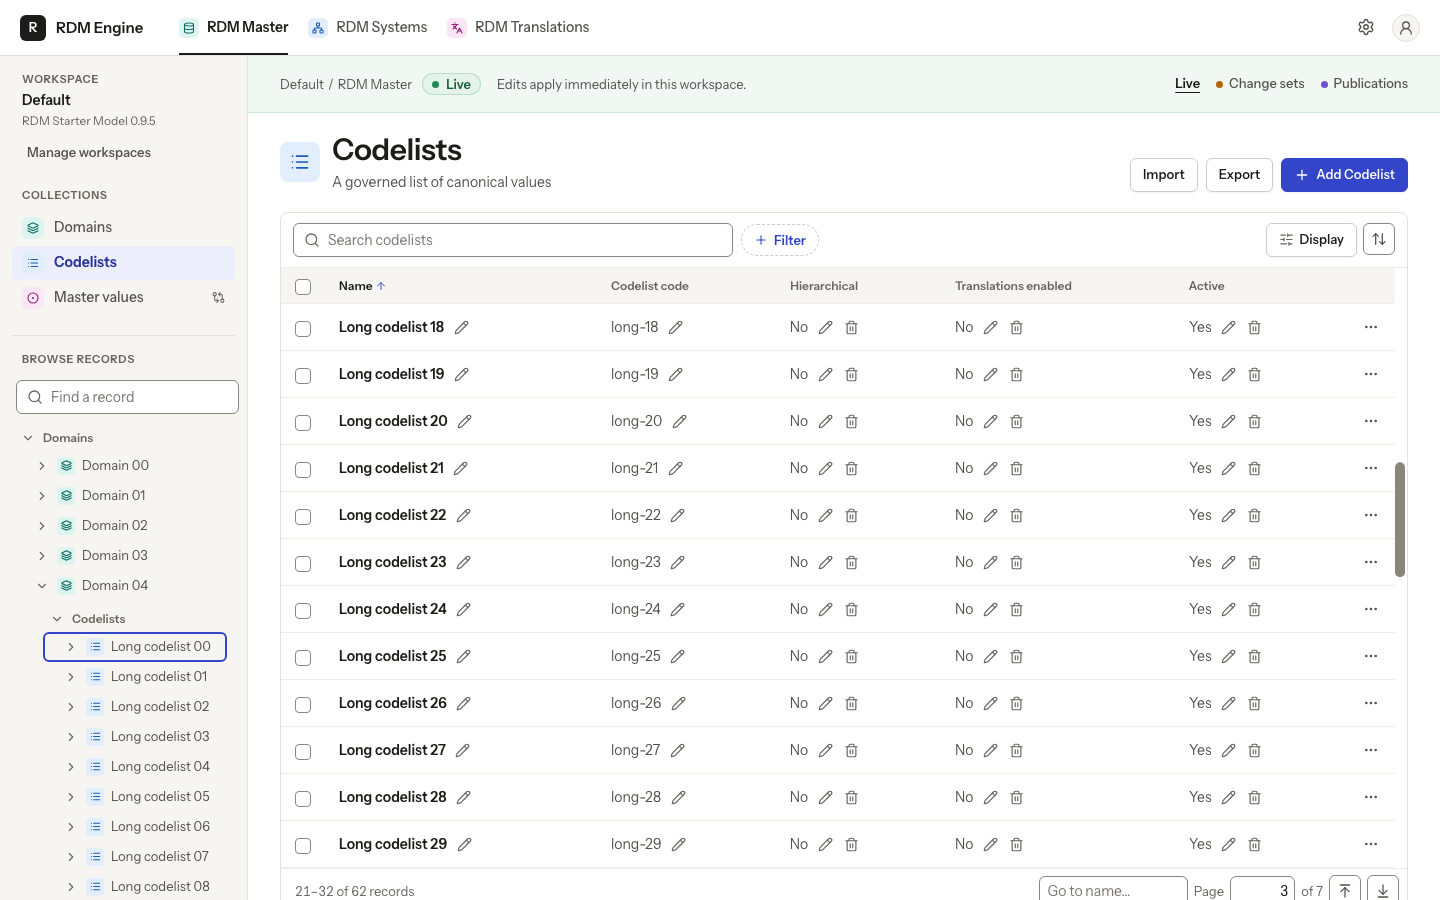 R RDM Engine RDM Master RDM Systems RDM Translations
WORKSPACE
Default
RDM Starter Model 0.9.5
Manage workspaces
COLLECTIONS
Domains
Codelists
Master values
BROWSE RECORDS
Find a record
Domains
Domain 00
Domain 01
Domain 02
Domain 03
Domain 04
Codelists
Long codelist 00
Long codelist 01
Long codelist 02
Long codelist 03
Long codelist 04
Long codelist 05
Long codelist 06
Long codelist 07
Long codelist 08
Default / RDM Master Live Edits apply immediately in this workspace. Live Change sets Publications
Codelists
A governed list of canonical values
Import Export Add Codelist
Search codelists Filter Display
Name Codelist code Hierarchical Translations enabled Active
Long codelist 18 long-18 No No Yes
Long codelist 19 long-19 No No Yes
Long codelist 20 long-20 No No Yes
Long codelist 21 long-21 No No Yes
Long codelist 22 long-22 No No Yes
Long codelist 23 long-23 No No Yes
Long codelist 24 long-24 No No Yes
Long codelist 25 long-25 No No Yes
Long codelist 26 long-26 No No Yes
Long codelist 27 long-27 No No Yes
Long codelist 28 long-28 No No Yes
Long codelist 29 long-29 No No Yes
21–32 of 62 records Go to name... Page 3 of 7